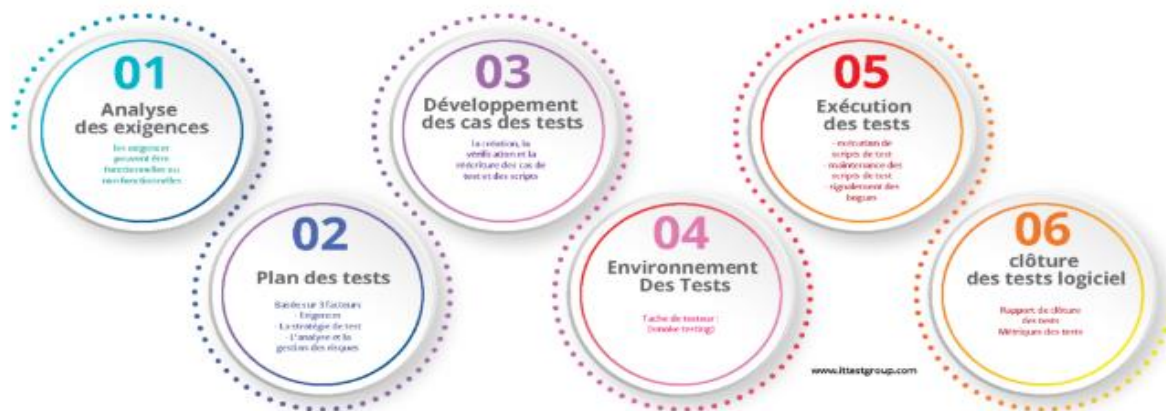 01
Analyse
des exigences
les exigences
peuvent être
fonctionnelles ou
non fonctionnelles
02
Plan des tests
Basées sur 3 facteurs
- Exigences
- La stratégie de test
- L'analyse et la
gestion des risques
03
Développement
des cas des tests
la création, la
vérification et la
réécriture des cas de
test et des scripts
04
Environnement
Des Tests
Tache de testeur :
(smoke testing)
05
Exécution
des tests
- exécution de
scripts de test
- maintenance des
scripts de test
- signalement des
bogues
06
clôture
des tests logiciel
Rapport de clôture
des tests
Métriques des tests
www.ittestgroup.com